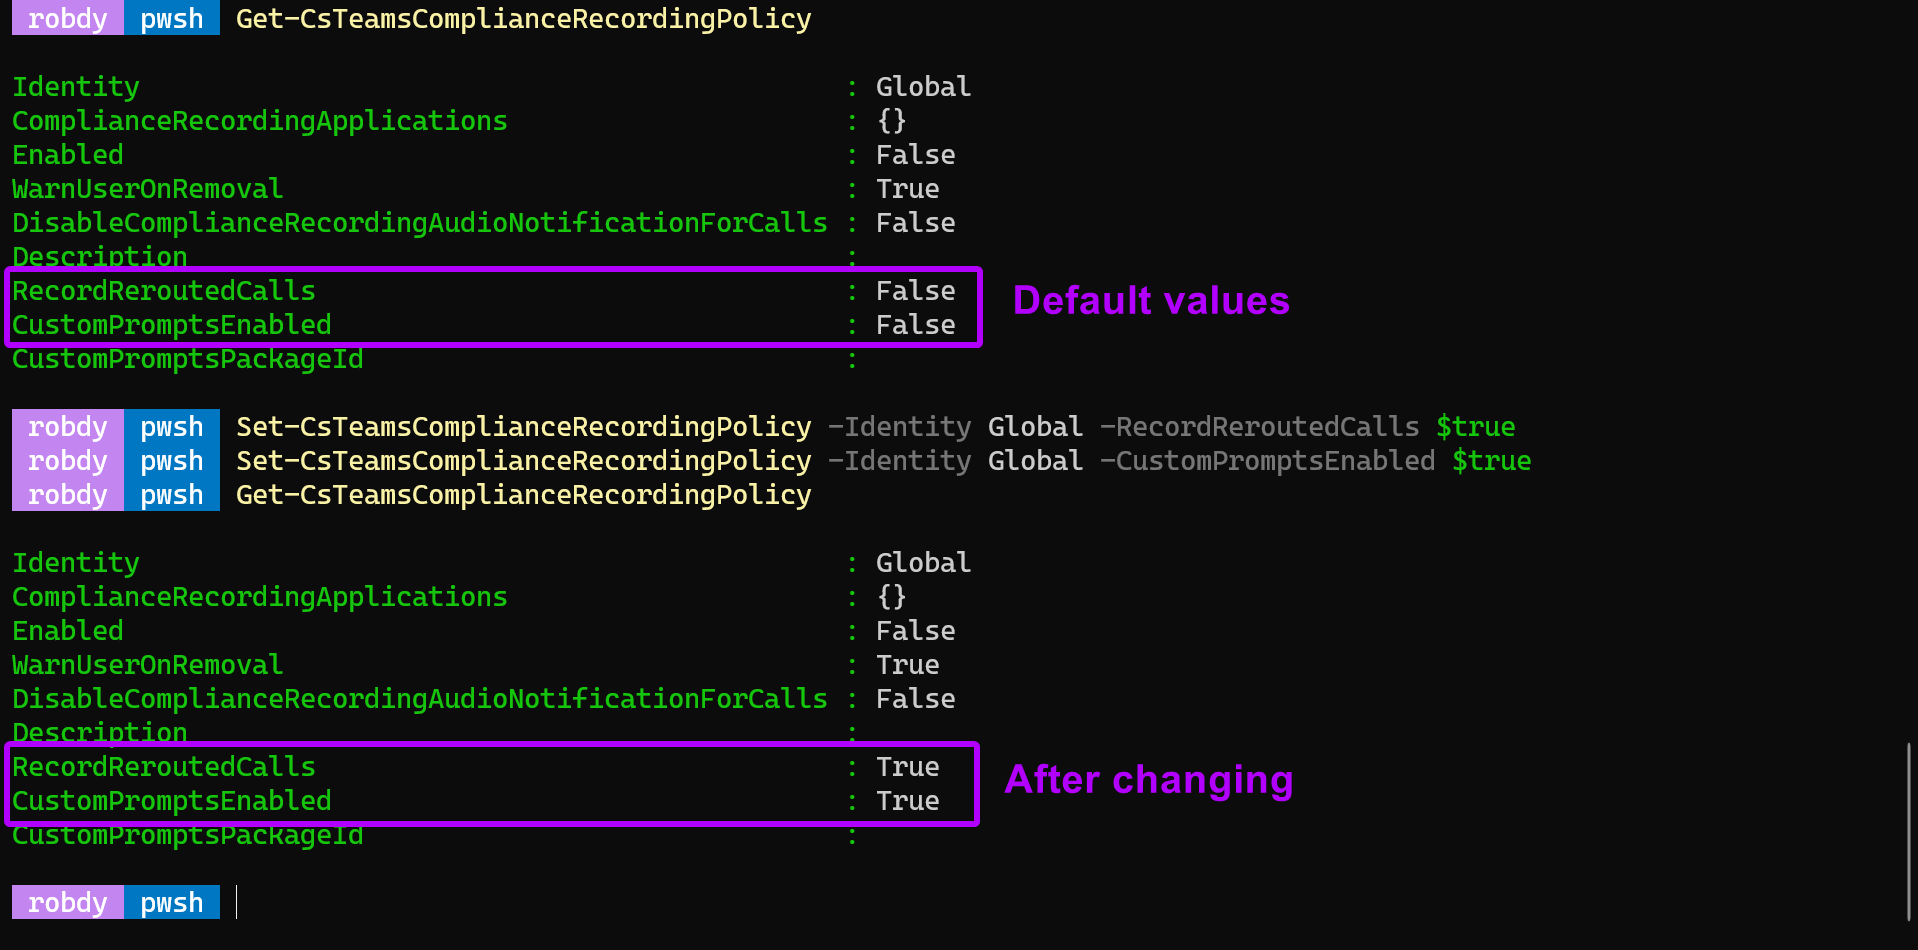 robdy pwsh Get-CsTeamsComplianceRecordingPolicy
Identity : Global
ComplianceRecordingApplications : {}
Enabled : False
WarnUserOnRemoval : True
DisableComplianceRecordingAudioNotificationForCalls : False
Description :
RecordReroutedCalls : False
Default values
CustomPromptsEnabled : False
CustomPromptsPackageId :
robdy pwsh Set-CsTeamsComplianceRecordingPolicy -Identity Global -RecordReroutedCalls $true
robdy pwsh Set-CsTeamsComplianceRecordingPolicy -Identity Global -CustomPromptsEnabled $true
robdy pwsh Get-CsTeamsComplianceRecordingPolicy
Identity : Global
ComplianceRecordingApplications : {}
Enabled : False
WarnUserOnRemoval : True
DisableComplianceRecordingAudioNotificationForCalls : False
Description :
RecordReroutedCalls : True
After changing
CustomPromptsEnabled : True
CustomPromptsPackageId :
robdy pwsh